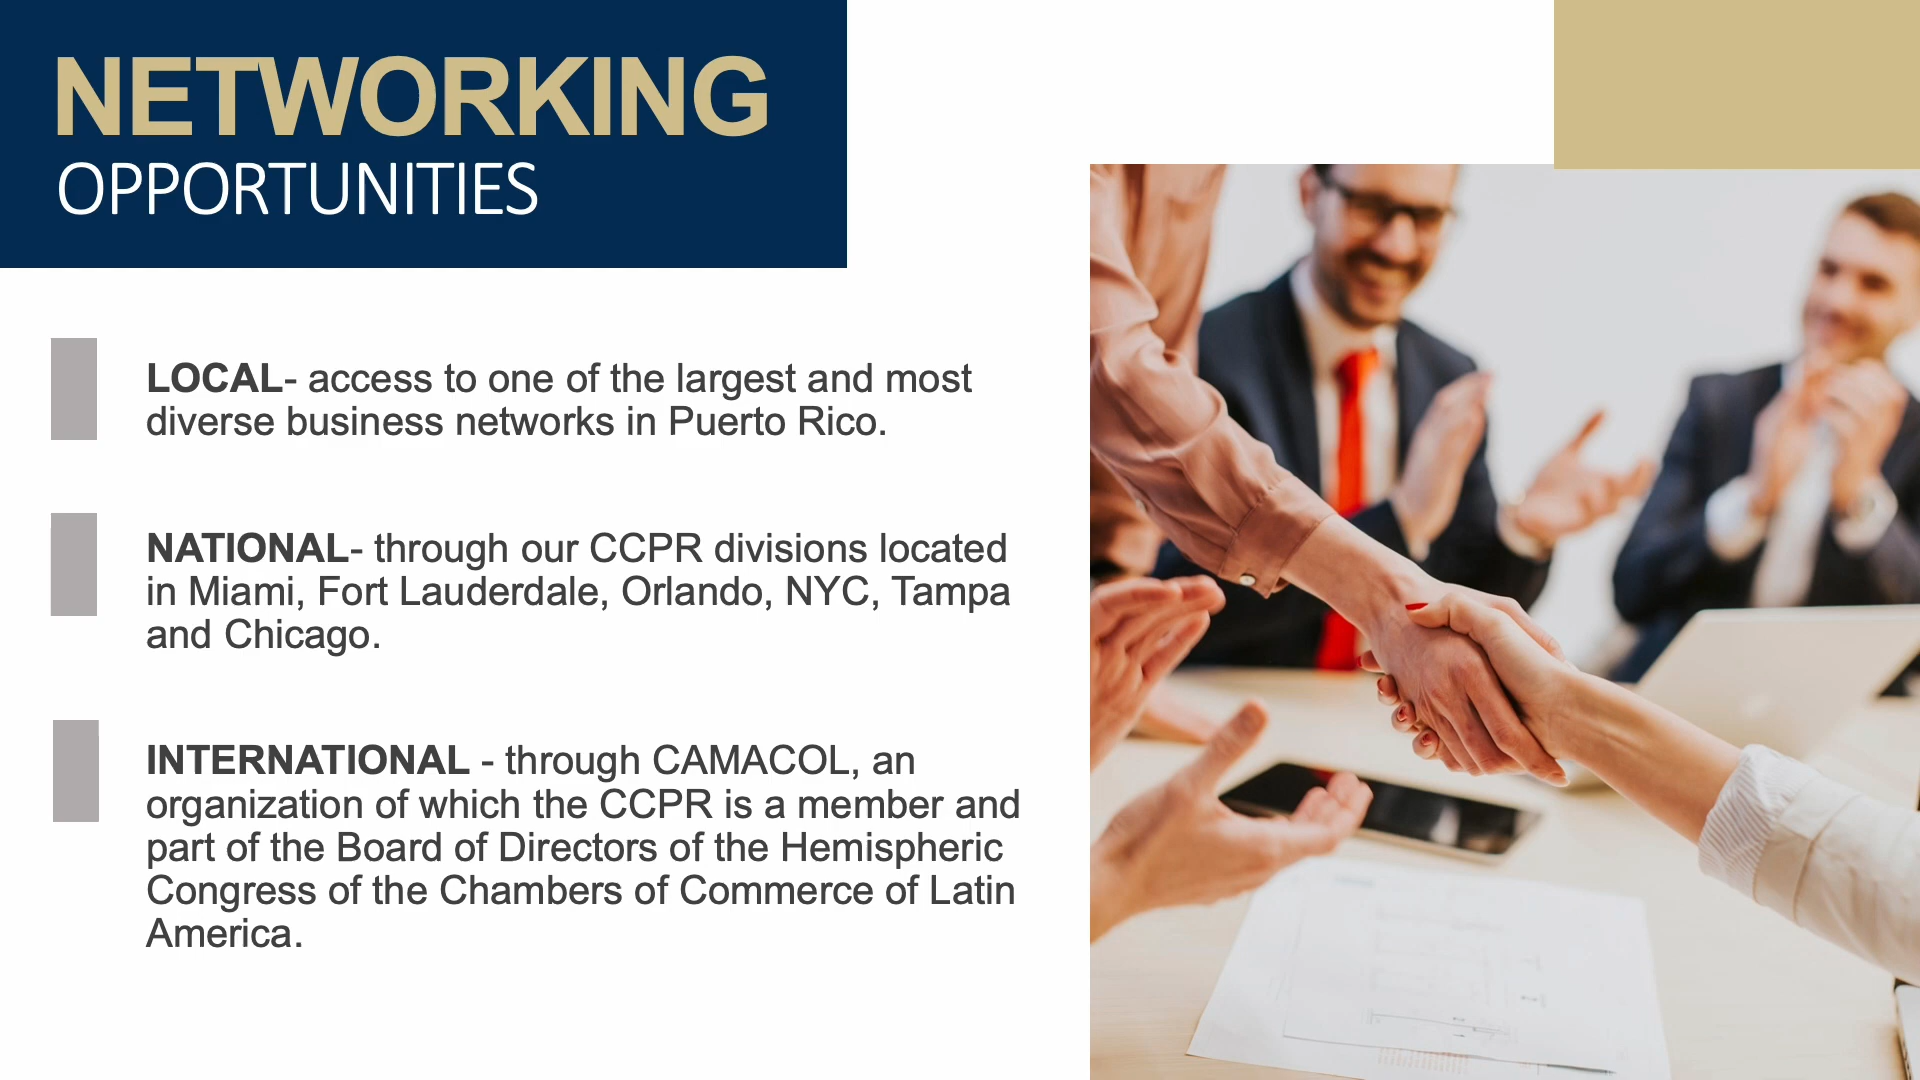 NETWORKING
OPPORTUNITIES
LOCAL- access to one of the largest and most
diverse business networks in Puerto Rico.
NATIONAL- through our CCPR divisions located
in Miami, Fort Lauderdale, Orlando, NYC, Tampa
and Chicago.
INTERNATIONAL - through CAMACOL, an
organization of which the CCPR is a member and
part of the Board of Directors of the Hemispheric
Congress of the Chambers of Commerce of Latin
America.